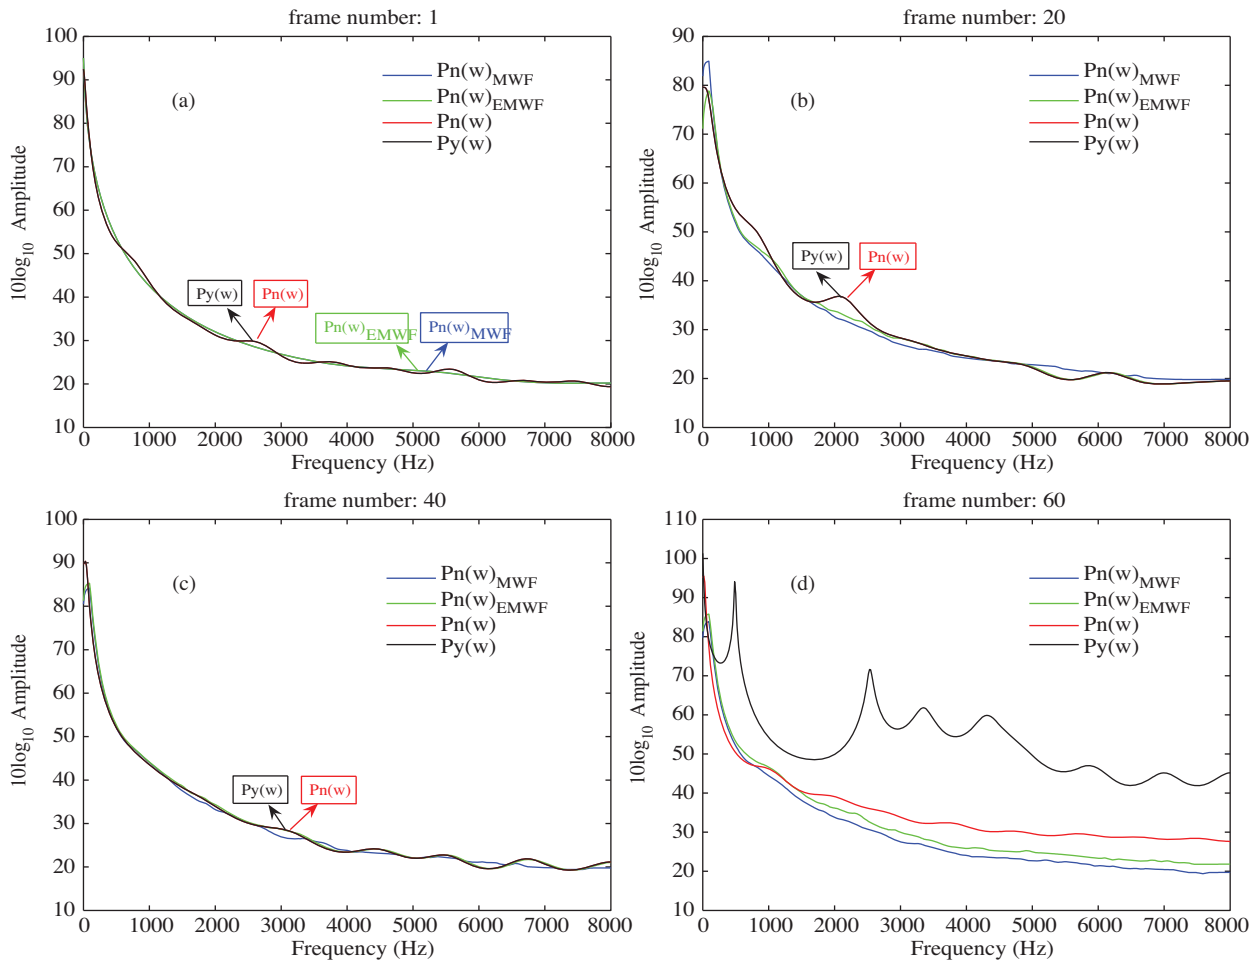 frame number: 1
100
90
80
70
60
50
40
30
20
10
10log10 Amplitude
(a)
Pn(w)MWF
Pn(w)EMWF
Pn(w)
Py(w)
Py(w)
Pn(w)
Pn(w)EMWF
Pn(w)MWF
0 1000 2000 3000 4000 5000 6000 7000 8000
Frequency (Hz)
frame number: 20
90
80
70
60
50
40
30
20
10
10log10 Amplitude
(b)
Pn(w)MWF
Pn(w)EMWF
Pn(w)
Py(w)
Py(w)
Pn(w)
0 1000 2000 3000 4000 5000 6000 7000 8000
Frequency (Hz)
frame number: 40
100
90
80
70
60
50
40
30
20
10
10log10 Amplitude
(c)
Pn(w)MWF
Pn(w)EMWF
Pn(w)
Py(w)
Py(w)
Pn(w)
0 1000 2000 3000 4000 5000 6000 7000 8000
Frequency (Hz)
frame number: 60
110
100
90
80
70
60
50
40
30
20
10
10log10 Amplitude
(d)
Pn(w)MWF
Pn(w)EMWF
Pn(w)
Py(w)
0 1000 2000 3000 4000 5000 6000 7000 8000
Frequency (Hz)